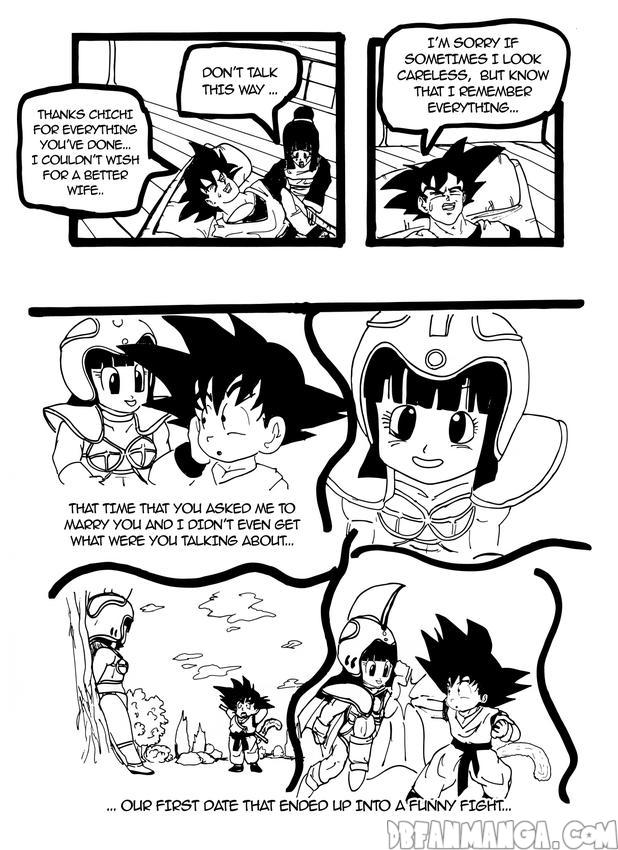 THANKS CHICHI
FOR EVERYTHING
YOU'VE DONE...
I COULDN'T WISH
FOR A BETTER
WIFE..
DON'T TALK
THIS WAY ...
I'M SORRY IF
SOMETIMES I LOOK
CARELESS, BUT KNOW
THAT I REMEMBER
EVERYTHING...
THAT TIME THAT YOU ASKED ME TO
MARRY YOU AND I DIDN'T EVEN GET
WHAT WERE YOU TALKING ABOUT...
... OUR FIRST DATE THAT ENDED UP INTO A FUNNY FIGHT...
DBFANMANGA.COM